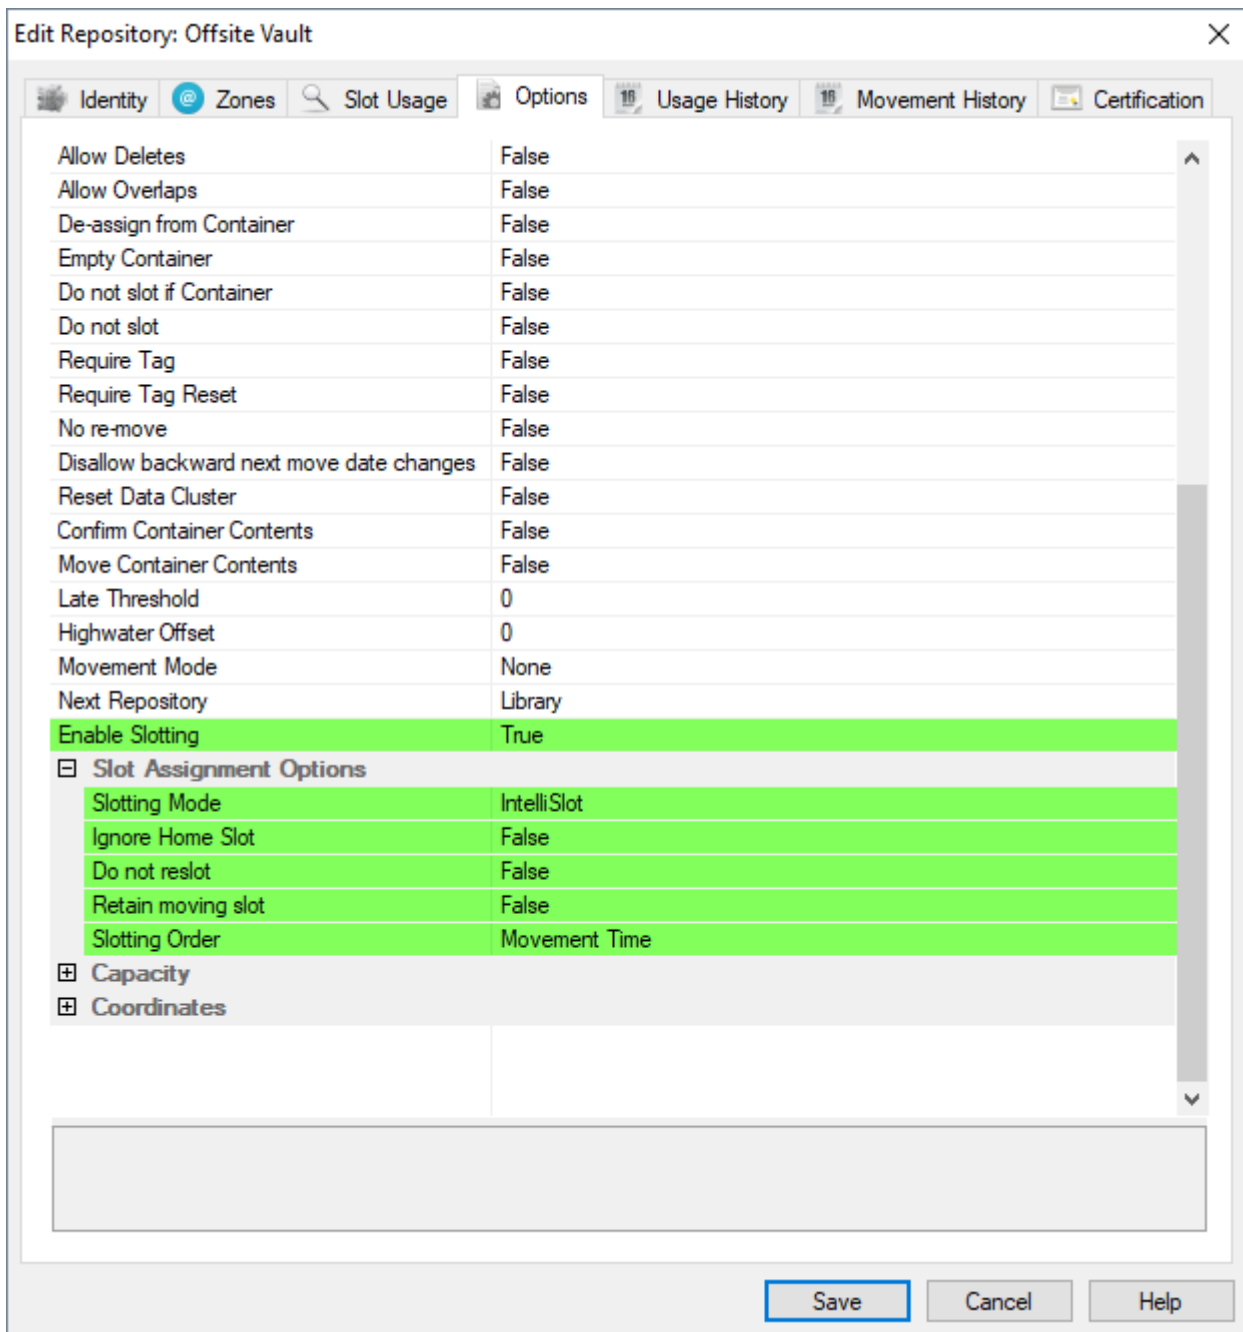 Edit Repository: Offsite Vault
Identity Zones Slot Usage Options Usage History Movement History Certification
Allow Deletes False
Allow Overlaps False
De-assign from Container False
Empty Container False
Do not slot if Container False
Do not slot False
Require Tag False
Require Tag Reset False
No re-move False
Disallow backward next move date changes False
Reset Data Cluster False
Confirm Container Contents False
Move Container Contents False
Late Threshold 0
Highwater Offset 0
Movement Mode None
Next Repository Library
Enable Slotting True
Slot Assignment Options
Slotting Mode IntelliSlot
Ignore Home Slot False
Do not reslot False
Retain moving slot False
Slotting Order Movement Time
Capacity
Coordinates
Save Cancel Help